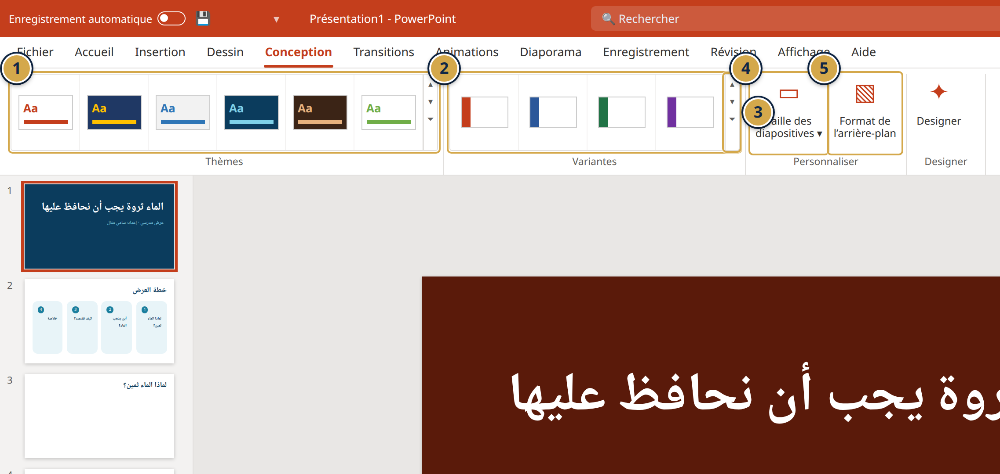 Enregistrement automatique
Présentation1 - PowerPoint
Rechercher
Fichier Accueil Insertion Dessin Conception Transitions Animations Diaporama Enregistrement Révision Affichage Aide
1 2 4 5
Aa Aa Aa Aa Aa Aa
3
Taille des
diapositives
Format de
l’arrière-plan
Designer
Thèmes Variantes Personnaliser Designer
1
الماء ثروة يجب أن نحافظ عليها
عرض مدرسي · إعداد: سامي مثال
2
خطة العرض
1
لماذا الماء
ثمين؟
2
أين يذهب
الماء؟
3
كيف نقتصد؟
4
خلاصة
3
لماذا الماء ثمين؟
يجب أن نحافظ عليها